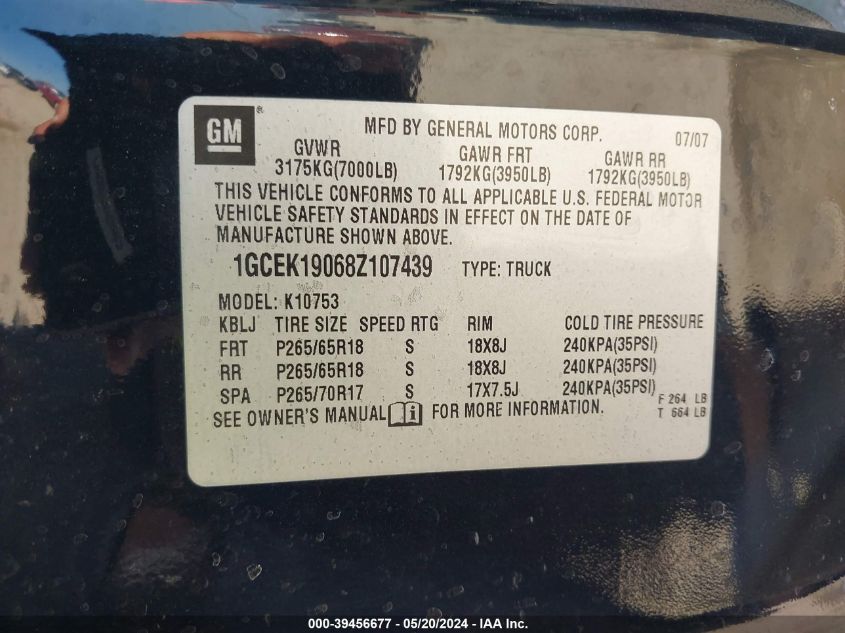 GM ®
MFD BY GENERAL MOTORS CORP. 07/07
GVWR GAWR FRT GAWR RR
3175KG(7000LB) 1792KG(3950LB) 1792KG(3950LB)
THIS VEHICLE CONFORMS TO ALL APPLICABLE U.S. FEDERAL MOTOR
VEHICLE SAFETY STANDARDS IN EFFECT ON THE DATE OF
MANUFACTURE SHOWN ABOVE.
1GCEK19068Z107439 TYPE: TRUCK
MODEL: K10753
KBLJ TIRE SIZE SPEED RTG RIM COLD TIRE PRESSURE
FRT P265/65R18 S 18X8J 240KPA(35PSI)
RR P265/65R18 S 18X8J 240KPA(35PSI)
SPA P265/70R17 S 17X7.5J 240KPA(35PSI)
F 264 LB
SEE OWNER'S MANUAL i FOR MORE INFORMATION. T 664 LB
000-39456677 - 05/20/2024 - IAA Inc.